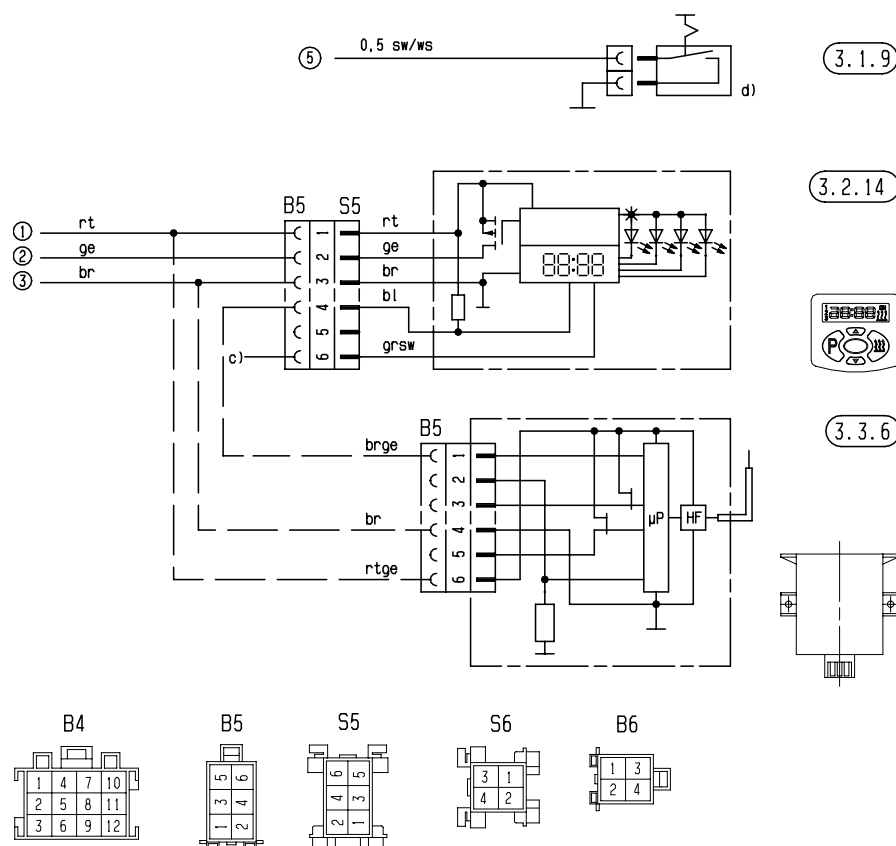 ⑤ 0,5 sw/ws
d)
3.1.9
3.2.14
B5 S5
① rt 1 rt
② ge 2 ge
③ br 3 br
4 bl
5
c) 6 grsw
88:88
88:88
P
3.3.6
B5
brge 1
2
3
br 4
5
rtge 6
µP
HF
B4 B5 S5 S6 B6
1 4 7 10
2 5 8 11
3 6 9 12
5 6
3 4
1 2
6 5
4 3
2 1
3 1
4 2
1 3
2 4